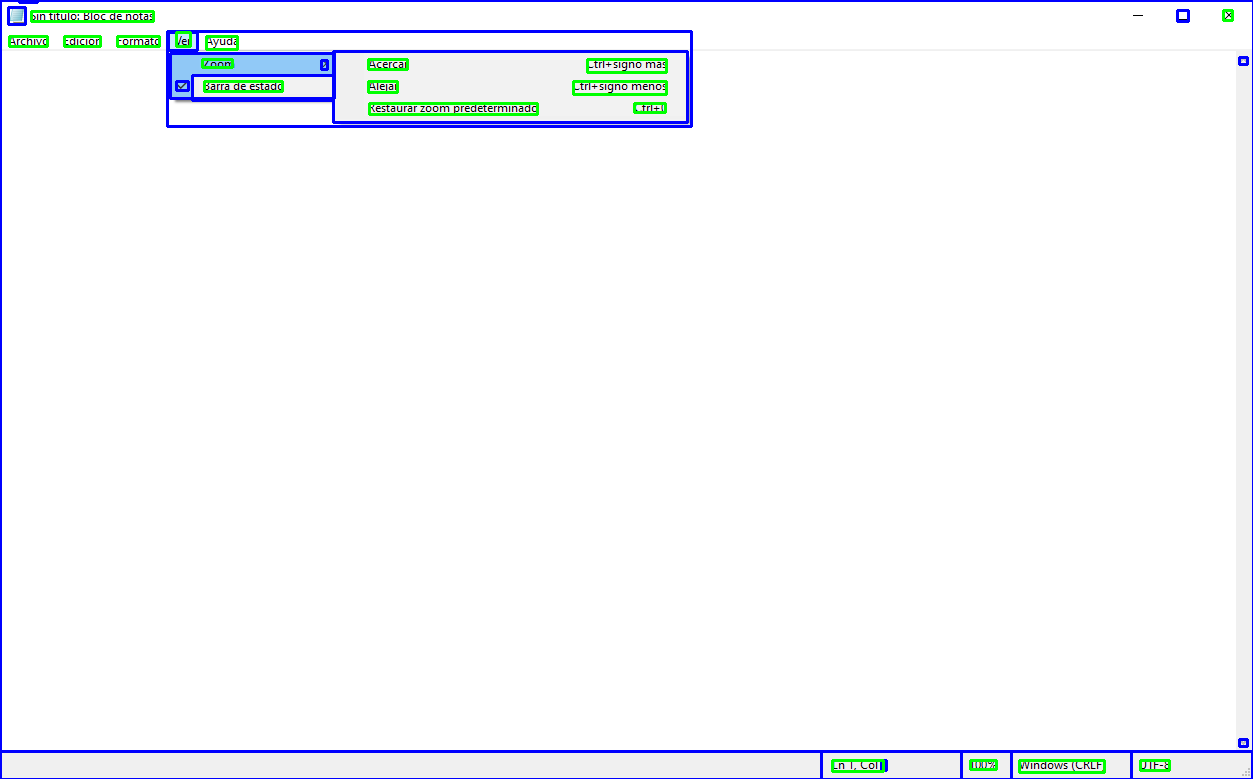 Sin título: Bloc de notas
Archivo Edición Formato Ver Ayuda
Zoom
Acercar Ctrl+signo más
Barra de estado
Alejar Ctrl+signo menos
Restaurar zoom predeterminado Ctrl+0
Ln 1, Col 1 100% Windows (CRLF) UTF-8